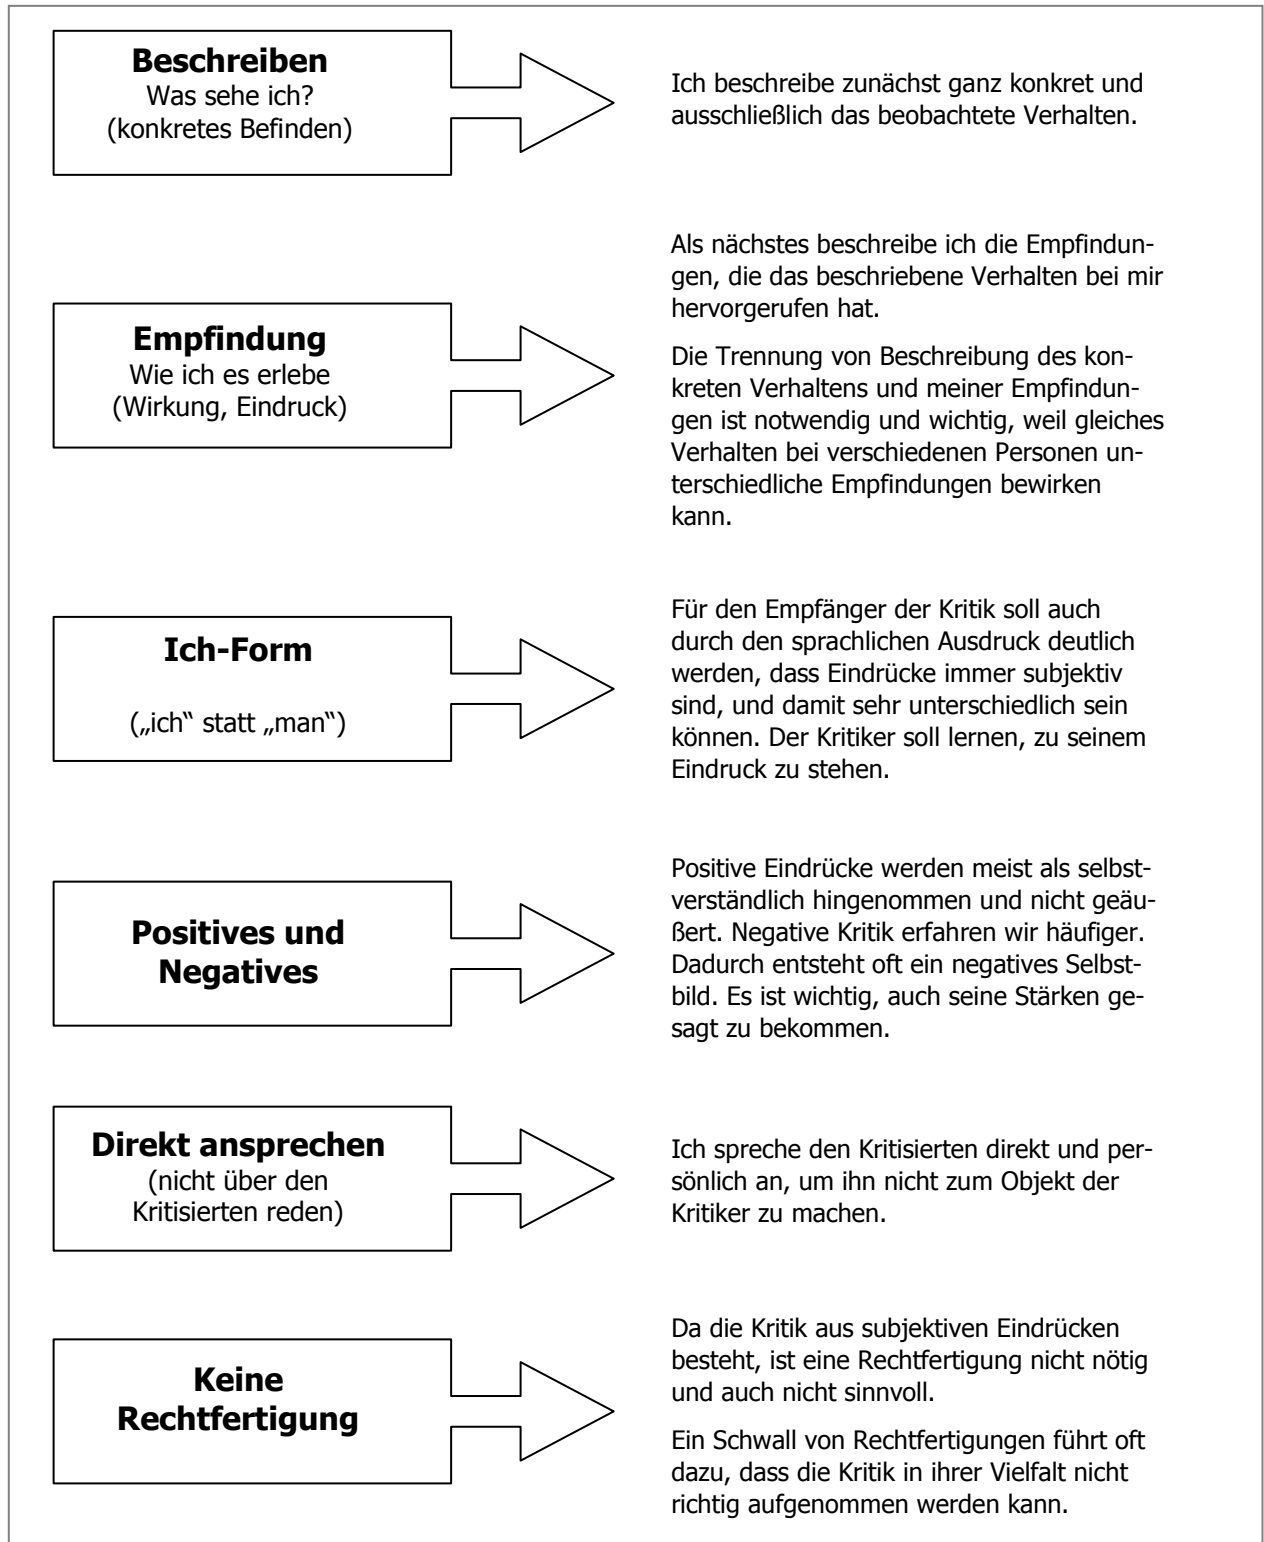 Beschreiben
Was sehe ich?
(konkretes Befinden)
Ich beschreibe zunächst ganz konkret und
ausschließlich das beobachtete Verhalten.
Empfindung
Wie ich es erlebe
(Wirkung, Eindruck)
Als nächstes beschreibe ich die Empfindun-
gen, die das beschriebene Verhalten bei mir
hervorgerufen hat.
Die Trennung von Beschreibung des kon-
kreten Verhaltens und meiner Empfindun-
gen ist notwendig und wichtig, weil gleiches
Verhalten bei verschiedenen Personen un-
terschiedliche Empfindungen bewirken
kann.
Ich-Form
(„ich“ statt „man“)
Für den Empfänger der Kritik soll auch
durch den sprachlichen Ausdruck deutlich
werden, dass Eindrücke immer subjektiv
sind, und damit sehr unterschiedlich sein
können. Der Kritiker soll lernen, zu seinem
Eindruck zu stehen.
Positives und
Negatives
Positive Eindrücke werden meist als selbst-
verständlich hingenommen und nicht geäu-
ßert. Negative Kritik erfahren wir häufiger.
Dadurch entsteht oft ein negatives Selbst-
bild. Es ist wichtig, auch seine Stärken ge-
sagt zu bekommen.
Direkt ansprechen
(nicht über den
Kritisierten reden)
Ich spreche den Kritisierten direkt und per-
sönlich an, um ihn nicht zum Objekt der
Kritiker zu machen.
Keine
Rechtfertigung
Da die Kritik aus subjektiven Eindrücken
besteht, ist eine Rechtfertigung nicht nötig
und auch nicht sinnvoll.
Ein Schwall von Rechtfertigungen führt oft
dazu, dass die Kritik in ihrer Vielfalt nicht
richtig aufgenommen werden kann.